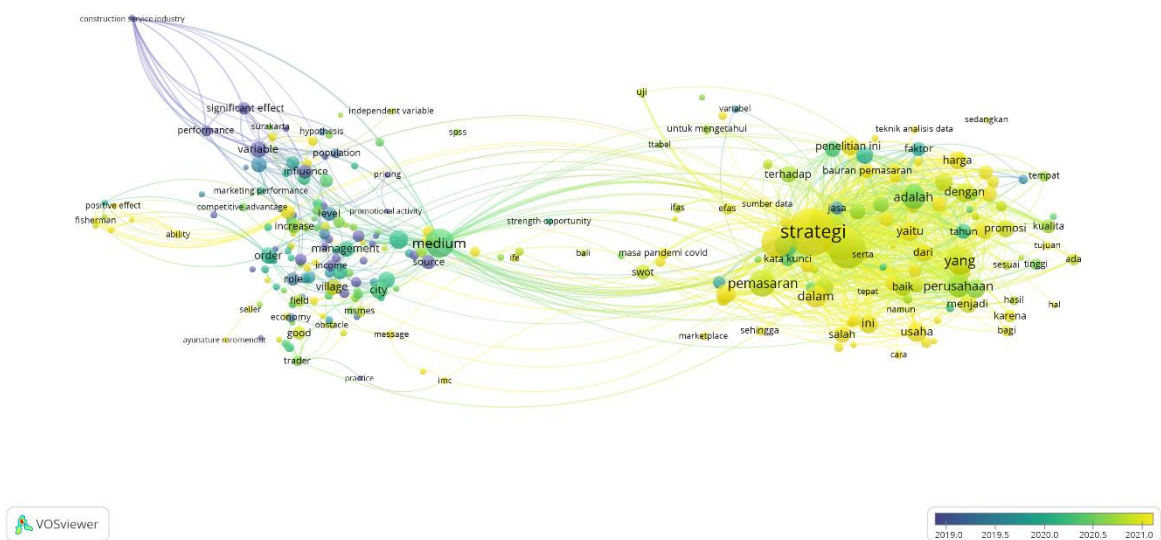 construction service industry
uji
significant effect
independent variable
variabel
sedangkan
performance
surakarta
hypothesis
spss
untuk mengetahui
teknik analisis data
variable
population
ttabel
penelitian ini
faktor
influence
pricing
terhadap
bauran pemasaran
harga
tempat
marketing performance
positive effect
competitive advantage
level
promotional activity
ifas
efas
sumber data
jasa
adalah
dengan
fisherman
ability
increase
strength opportunity
strategi
yaitu
tahun
promosi
kualita
medium
management
order
source
ife
bali
masa pandemi covid
kata kunci
serta
dari
yang
tujuan
income
swot
sesuai
tinggi
ada
role
village
city
pemasaran
dalam
tepat
baik
perusahaan
field
msmes
namun
menjadi
hasil
hal
seller
economy
karena
good
obstacle
message
marketplace
sehingga
salah
ini
usaha
bagi
ayunature roromendut
trader
cara
practice
imc
VOSviewer
2019.0 2019.5 2020.0 2020.5 2021.0